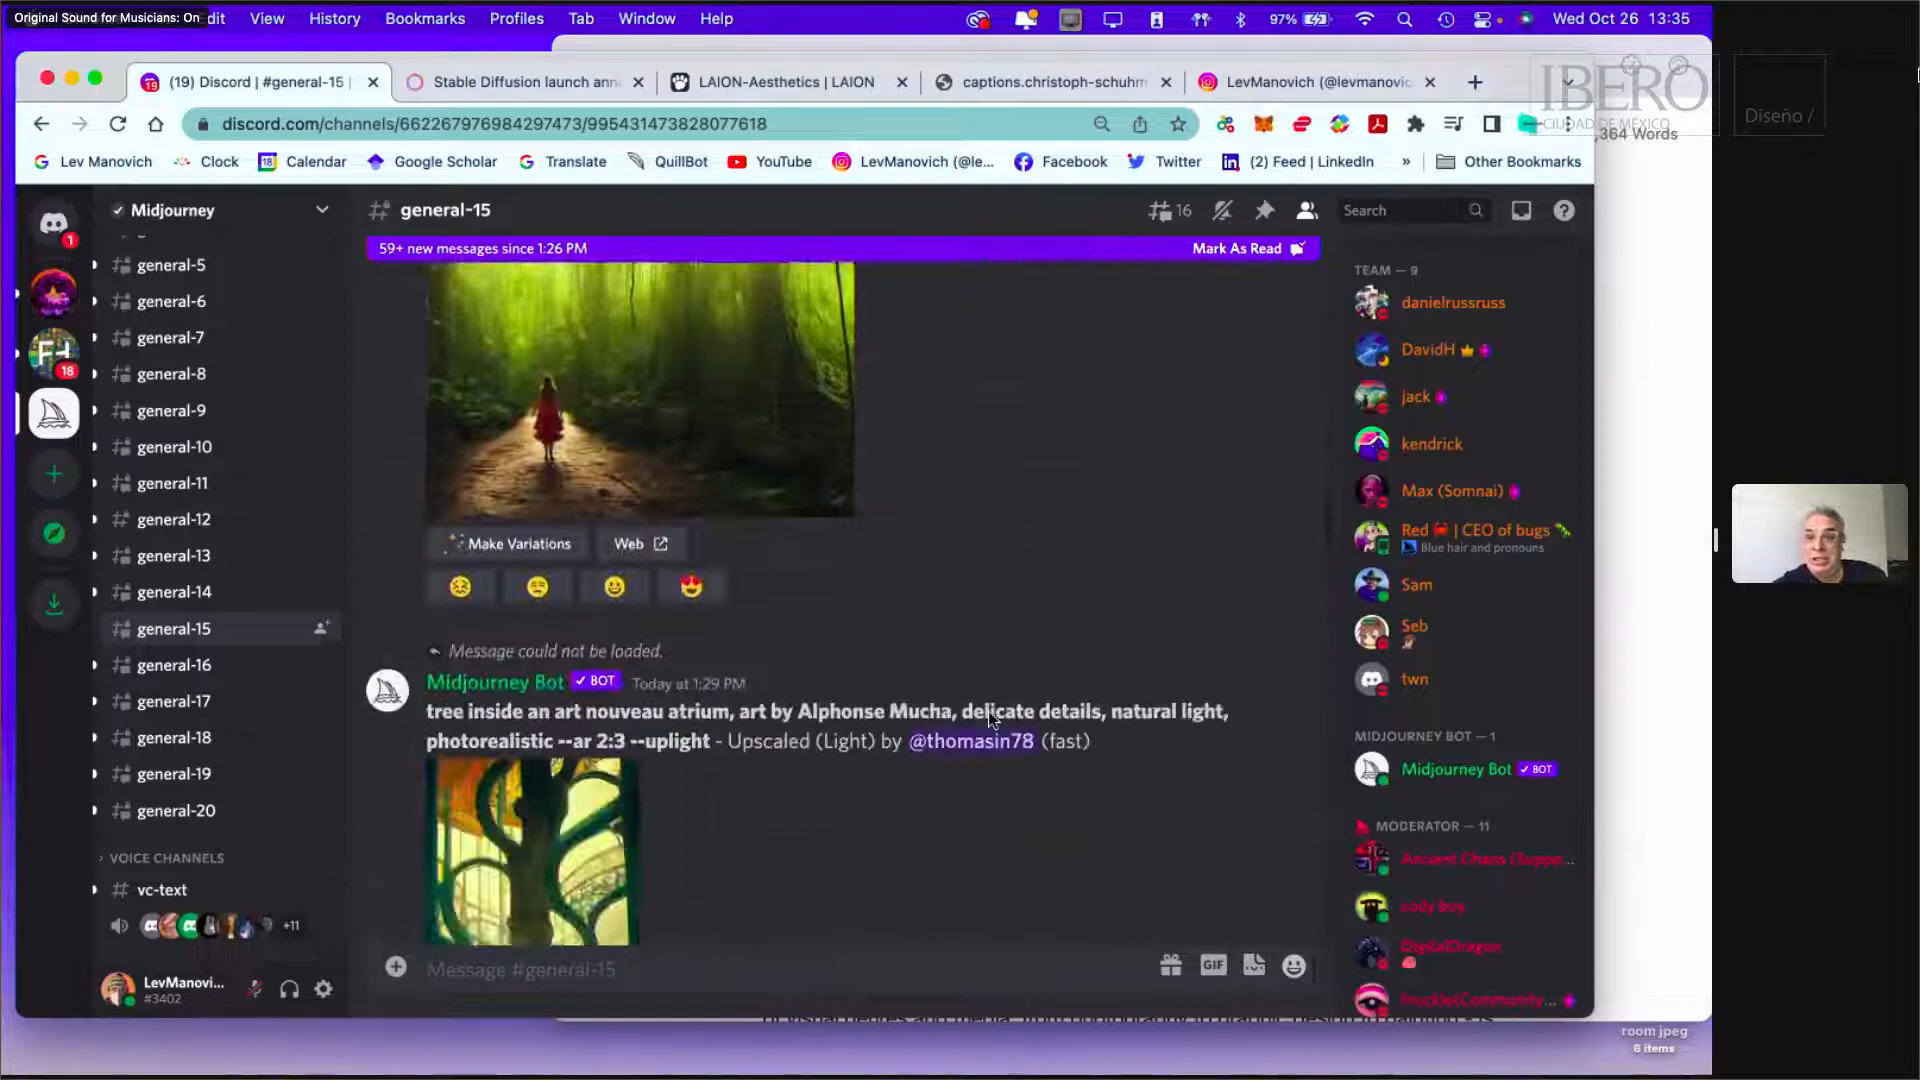 Original Sound for Musicians: On
dit View History Bookmarks Profiles Tab Window Help
97%
Wed Oct 26 13:35
(19) Discord | #general-15 |
Stable Diffusion launch ann
LAION-Aesthetics | LAION
captions.christoph-schuhm
LevManovich (@levmanovic
IBERO
CIUDAD DE MÉXICO
Diseño /
,364 Words
discord.com/channels/662267976984297473/995431473828077618
Lev Manovich
Clock
Calendar
Google Scholar
Translate
QuillBot
YouTube
LevManovich (@le...
Facebook
Twitter
(2) Feed | LinkedIn
»
Other Bookmarks
Midjourney
general-15
16
Search
59+ new messages since 1:26 PM
Mark As Read
1
18
general-5
general-6
general-7
general-8
general-9
general-10
general-11
general-12
general-13
general-14
general-15
general-16
general-17
general-18
general-19
general-20
VOICE CHANNELS
vc-text
+11
LevManovi...
#3402
Make Variations
Web
Message could not be loaded.
Midjourney Bot ✓ BOT Today at 1:29 PM
tree inside an art nouveau atrium, art by Alphonse Mucha, delicate details, natural light,
photorealistic --ar 2:3 --uplight - Upscaled (Light) by @thomasin78 (fast)
Message #general-15
GIF
TEAM — 9
danielrussruss
DavidH
jack
kendrick
Max (Somnai)
Red | CEO of bugs
Blue hair and pronouns
Sam
Seb
twn
MIDJOURNEY BOT — 1
Midjourney Bot ✓ BOT
MODERATOR — 11
Ancient Chaos (Suppo...
cody boy
DigitalDragon
room jpeg
6 items